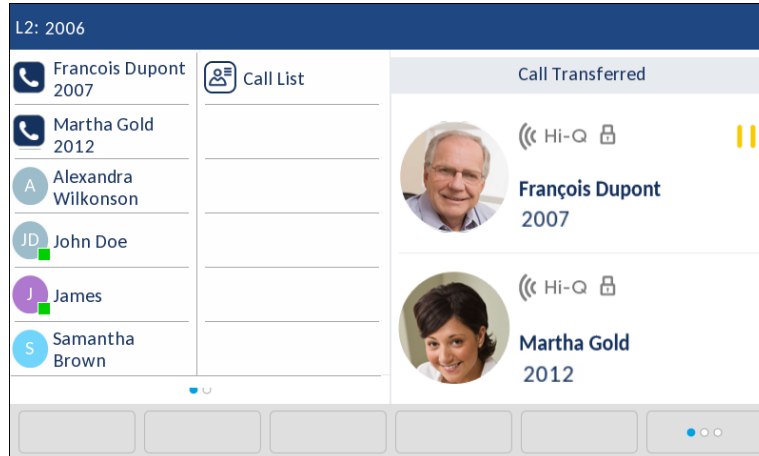 L2: 2006
Francois Dupont
2007
Martha Gold
2012
A
Alexandra
Wilkonson
JD
John Doe
J
James
S
Samantha
Brown
Call List
Call Transferred
Hi-Q
François Dupont
2007
Hi-Q
Martha Gold
2012